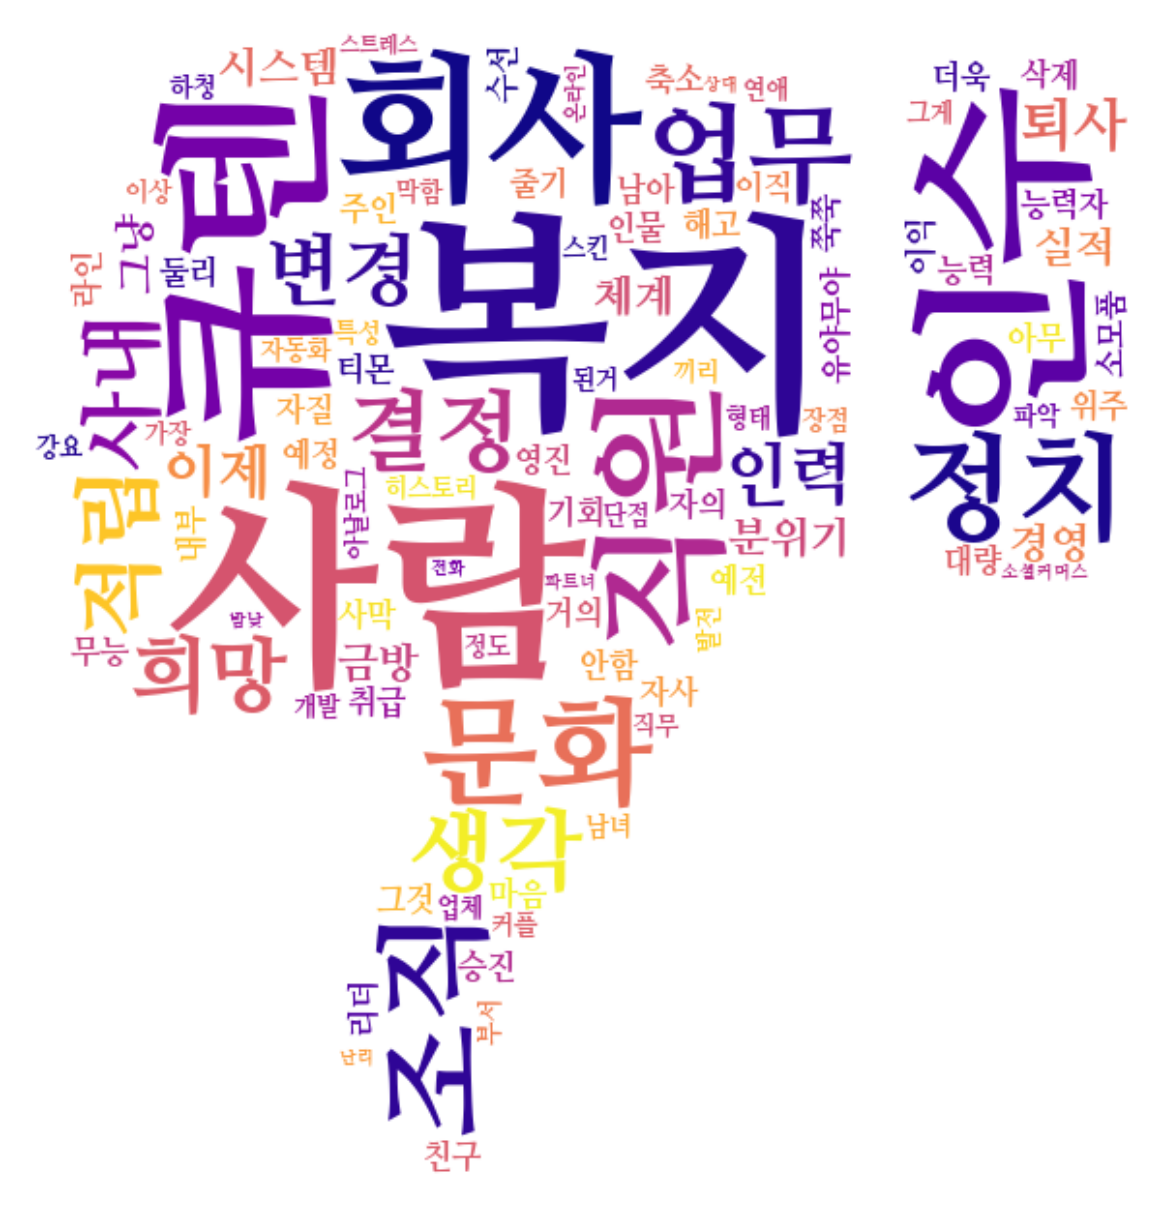 스트레스
시스템
하청
회사
수선
온라인
축소
상대
연애
더욱
삭제
그게
퇴사
큐텐
업무
인수
이상
그냥
주인
막함
줄기
남아
이직
능력자
쭉쭉
라인
둘리
변경
스킨
인물
해고
이익
실적
복지
체계
유야무야
능력
소모품
사내
특성
자동화
티몬
된거
끼리
아무
강요
가장
자질
결정
직원
형태
장점
파악
위주
정치
이제
예정
영진
인력
적립
내부
아날로그
히스토리
기회
단점
자의
분위기
경영
대량
소셜커머스
사람
전화
파트너
예전
밤낮
사막
거의
발전
무능
희망
금방
정도
안함
개발
취급
자사
문화
직무
생각
남녀
그것
업체
마음
커플
조직
승진
리더
부서
난리
친구